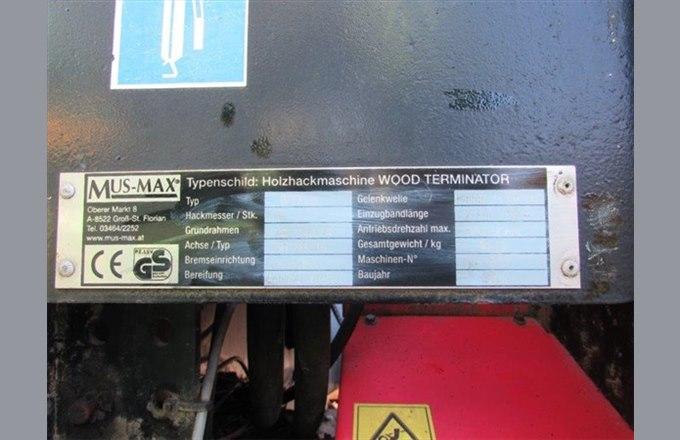 MUS-MAX®
Typenschild: Holzhackmaschine WOOD TERMINATOR
Oberer Markt 8
A-8522 Groß-St. Florian
Tel. 03464/2252
www.mus-max.at
CE
GS
Typ
Hackmesser / Stk.
Grundrahmen
Achse / Typ
Bremseinrichtung
Bereifung
Gelenkwelle
Einzugbandlänge
Antriebsdrehzahl max.
Gesamtgewicht / kg
Maschinen-N°
Baujahr